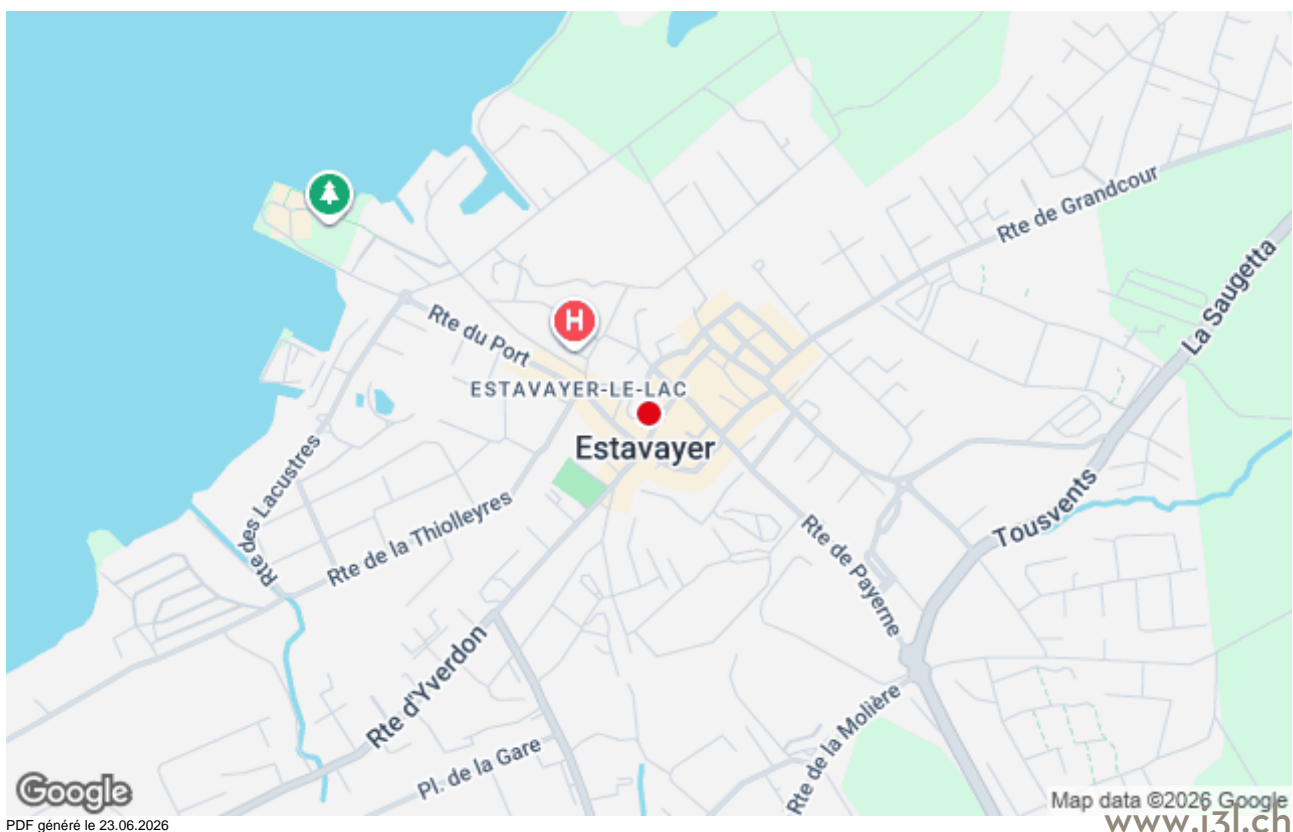 Rte de Grandcour
La Saugetta
Rte du Port
H
ESTAVAYER-LE-LAC
Estavayer
Rte des Lacustres
Rte de la Thiolleyres
Tousvents
Rte de Payerne
Rte d'Yverdon
Rte de la Molière
Pl. de la Gare
Google
Map data ©2026 Google
PDF généré le 23.06.2026
www.i3l.ch